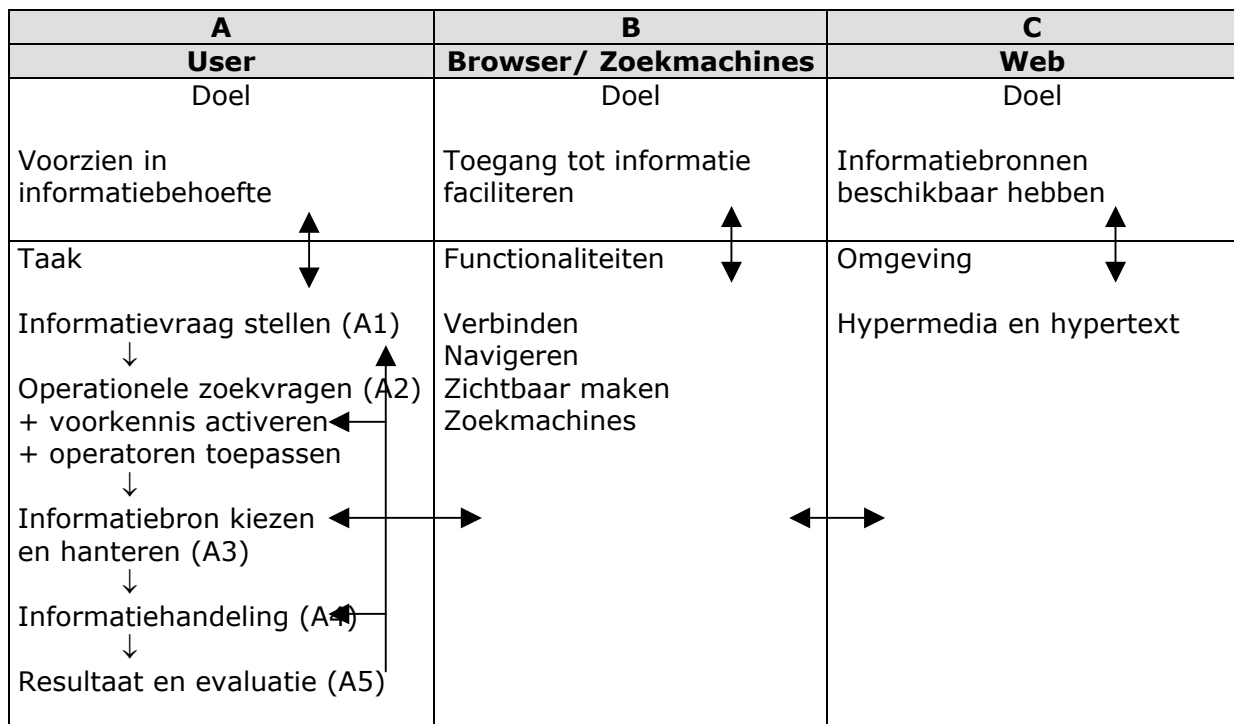 A
B
C
User
Browser/ Zoekmachines
Web
Doel
Doel
Doel
Voorzien in
informatiebehoefte
Toegang tot informatie
faciliteren
Informatiebronnen
beschikbaar hebben
Taak
Informatievraag stellen (A1)
↓
Operationele zoekvragen (A2)
+ voorkennis activeren
+ operatoren toepassen
↓
Informatiebron kiezen
en hanteren (A3)
↓
Informatiehandeling (A4)
↓
Resultaat en evaluatie (A5)
Functionaliteiten
Verbinden
Navigeren
Zichtbaar maken
Zoekmachines
Omgeving
Hypermedia en hypertext